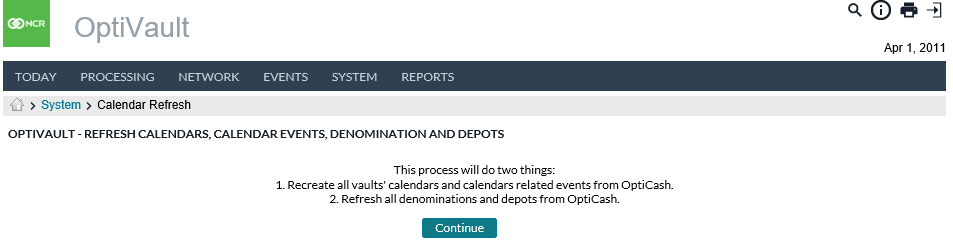 NCR
OptiVault
Apr 1, 2011
TODAY PROCESSING NETWORK EVENTS SYSTEM REPORTS
System > Calendar Refresh
OPTIVAULT - REFRESH CALENDARS, CALENDAR EVENTS, DENOMINATION AND DEPOTS
This process will do two things:
1. Recreate all vaults' calendars and calendars related events from OptiCash.
2. Refresh all denominations and depots from OptiCash.
Continue